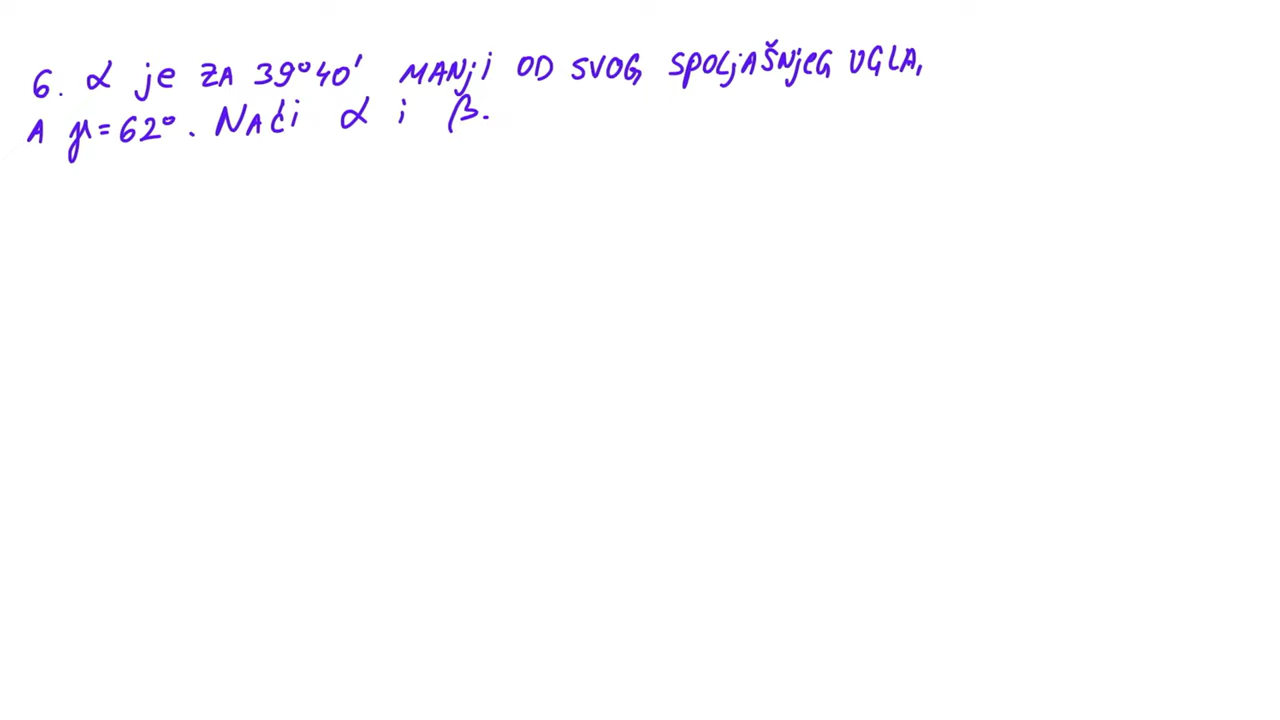 6. α je ZA 39°40' MANjI OD SVOG SPOLjAŠNjEG UGLA,
A γ=62°. NAĆI α i β.